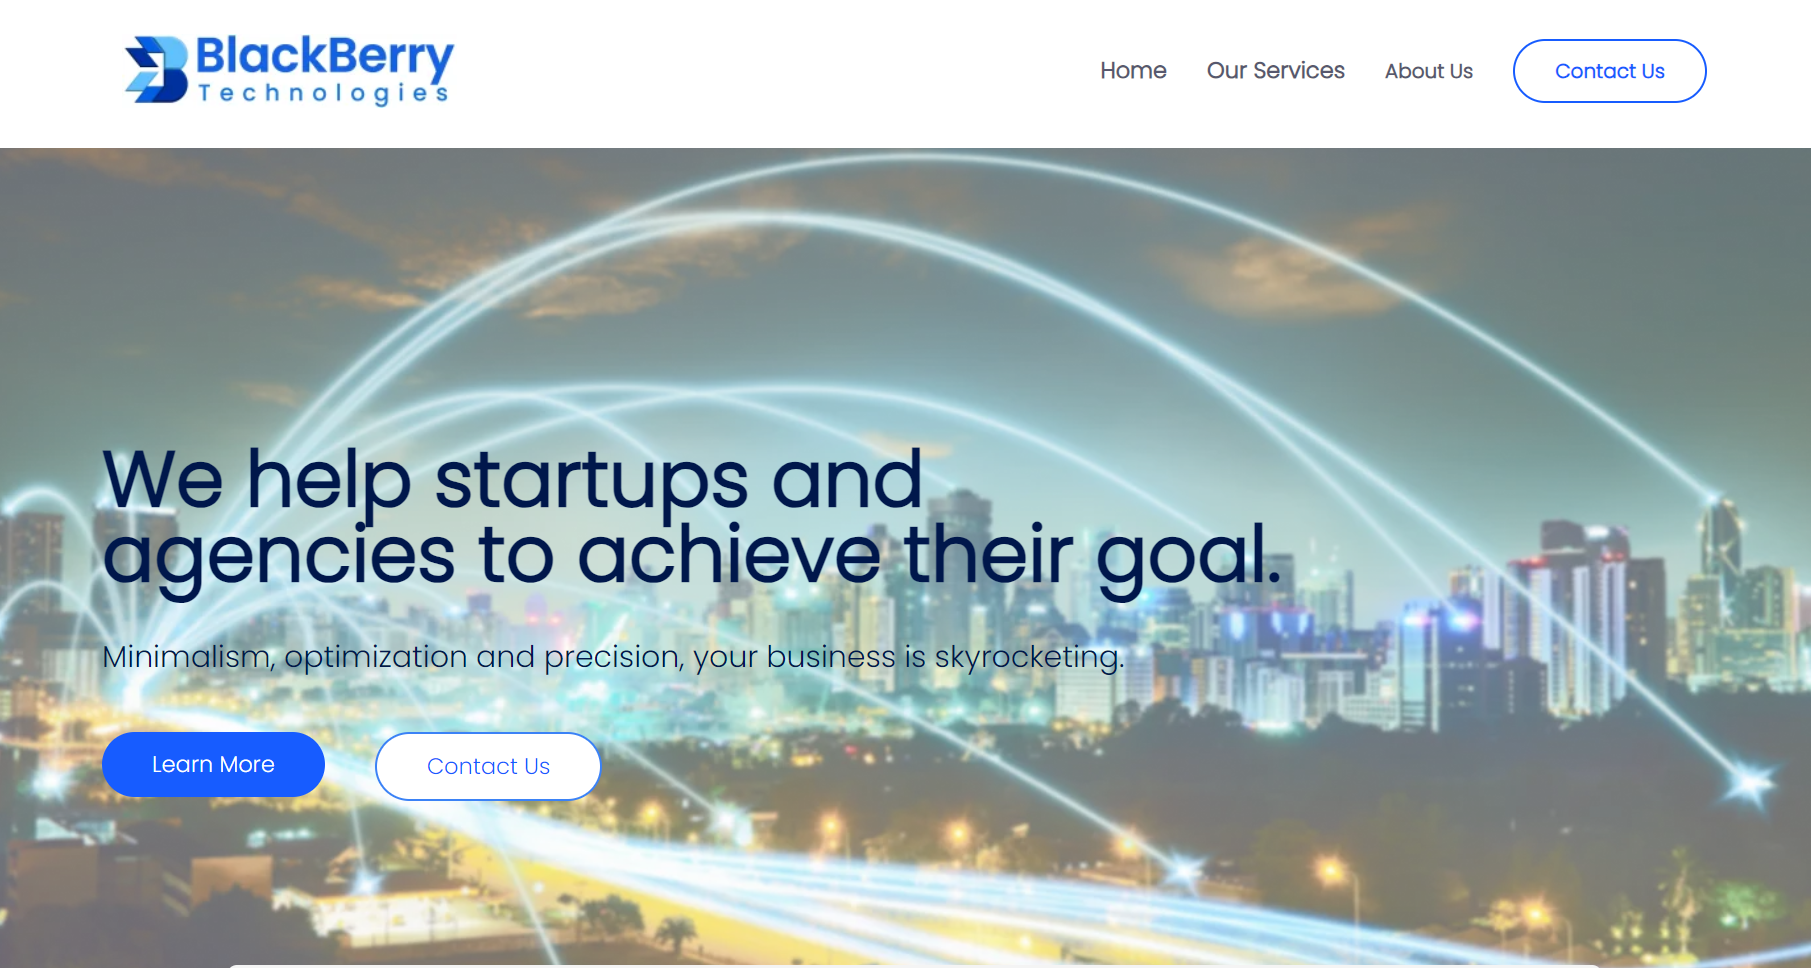 BlackBerry
Technologies
Home
Our Services
About Us
Contact Us
We help startups and
agencies to achieve their goal.
Minimalism, optimization and precision, your business is skyrocketing.
Learn More
Contact Us